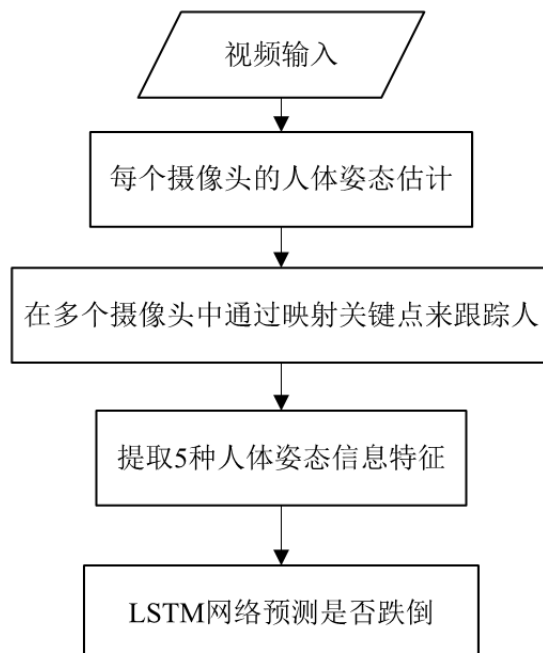 视频输入
每个摄像头的人体姿态估计
在多个摄像头中通过映射关键点来跟踪人
提取5种人体姿态信息特征
LSTM网络预测是否跌倒